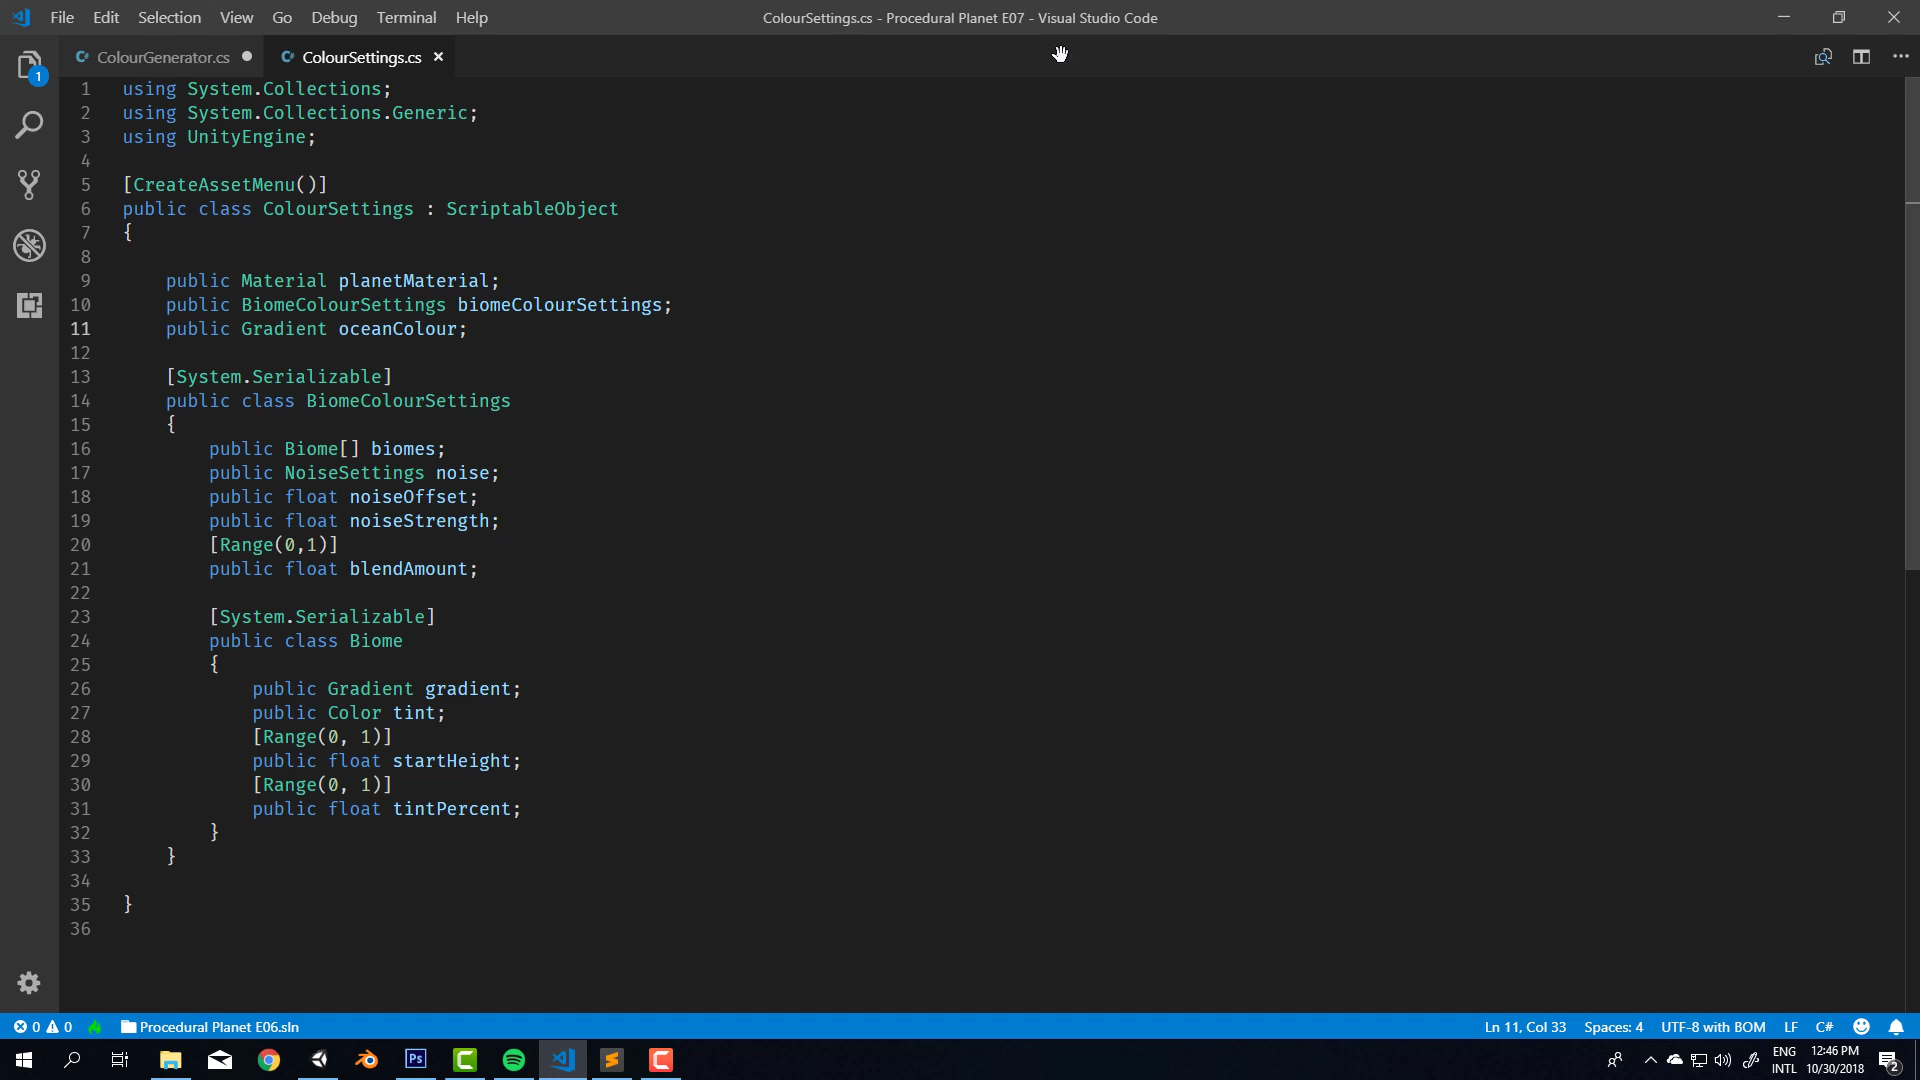 File Edit Selection View Go Debug Terminal Help
ColourSettings.cs - Procedural Planet E07 - Visual Studio Code
1
ColourGenerator.cs
ColourSettings.cs
1 using System.Collections;
2 using System.Collections.Generic;
3 using UnityEngine;
4
5 [CreateAssetMenu()]
6 public class ColourSettings : ScriptableObject
7 {
8
9 public Material planetMaterial;
10 public BiomeColourSettings biomeColourSettings;
11 public Gradient oceanColour;
12
13 [System.Serializable]
14 public class BiomeColourSettings
15 {
16 public Biome[] biomes;
17 public NoiseSettings noise;
18 public float noiseOffset;
19 public float noiseStrength;
20 [Range(0,1)]
21 public float blendAmount;
22
23 [System.Serializable]
24 public class Biome
25 {
26 public Gradient gradient;
27 public Color tint;
28 [Range(0, 1)]
29 public float startHeight;
30 [Range(0, 1)]
31 public float tintPercent;
32 }
33 }
34
35 }
36
0 0 Procedural Planet E06.sln
Ln 11, Col 33 Spaces: 4 UTF-8 with BOM LF C#
Ps
ENG
INTL
12:46 PM
10/30/2018
2